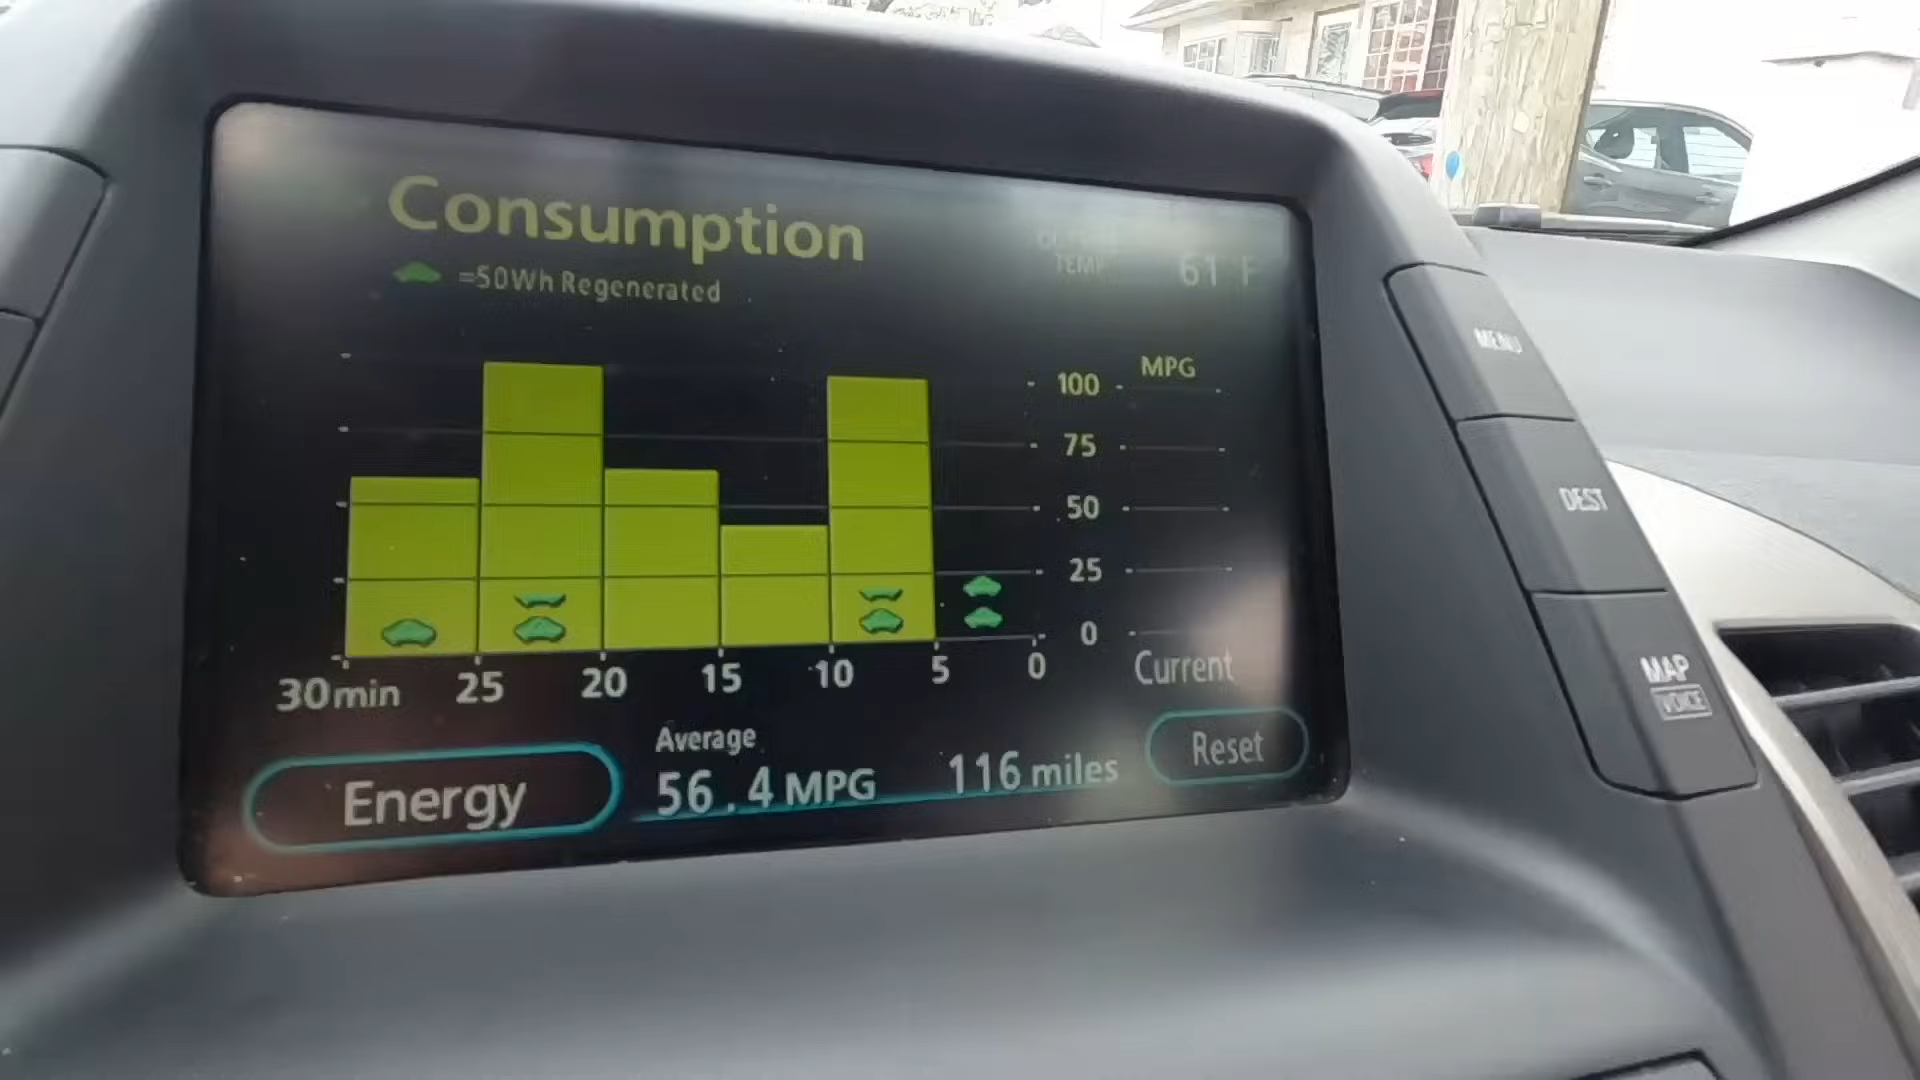 Consumption
=50Wh Regenerated
TEMP 61 F
MPG
100
75
50
25
0
30min 25 20 15 10 5 0
Current
Average
56.4 MPG 116 miles
Energy
Reset
MENU
DEST
MAP
VOICE